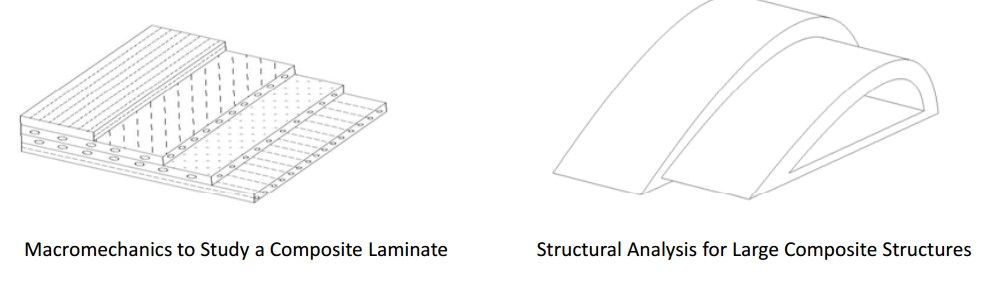 Macromechanics to Study a Composite Laminate
Structural Analysis for Large Composite Structures